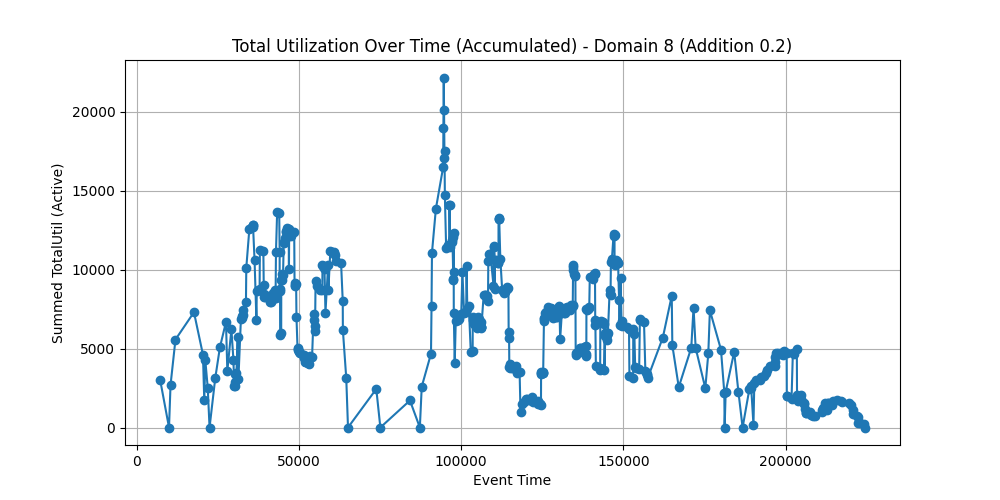 Total Utilization Over Time (Accumulated) - Domain 8 (Addition 0.2)
Summed TotalUtil (Active)
20000
15000
10000
5000
0
0 50000 100000 150000 200000
Event Time